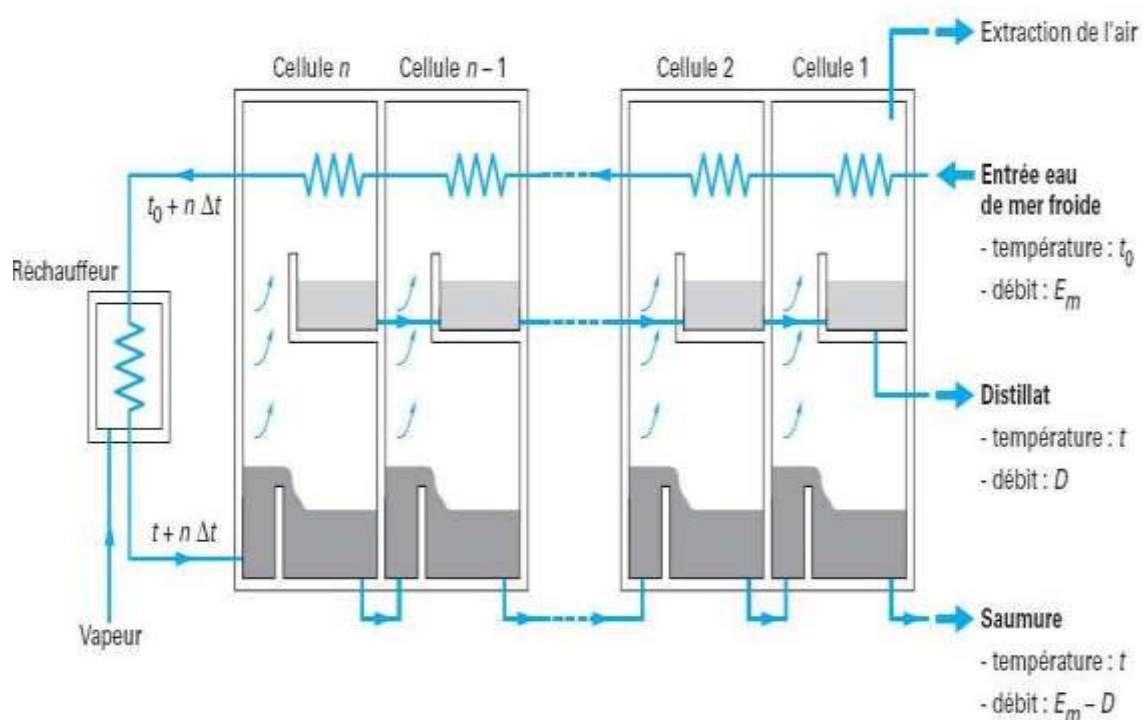 Extraction de l'air
Cellule n
Cellule n – 1
Cellule 2
Cellule 1
Entrée eau
de mer froide
- température : t₀
- débit : Eₘ
t₀ + n Δt
Réchauffeur
Distillat
- température : t
- débit : D
t + n Δt
Vapeur
Saumure
- température : t
- débit : Eₘ – D